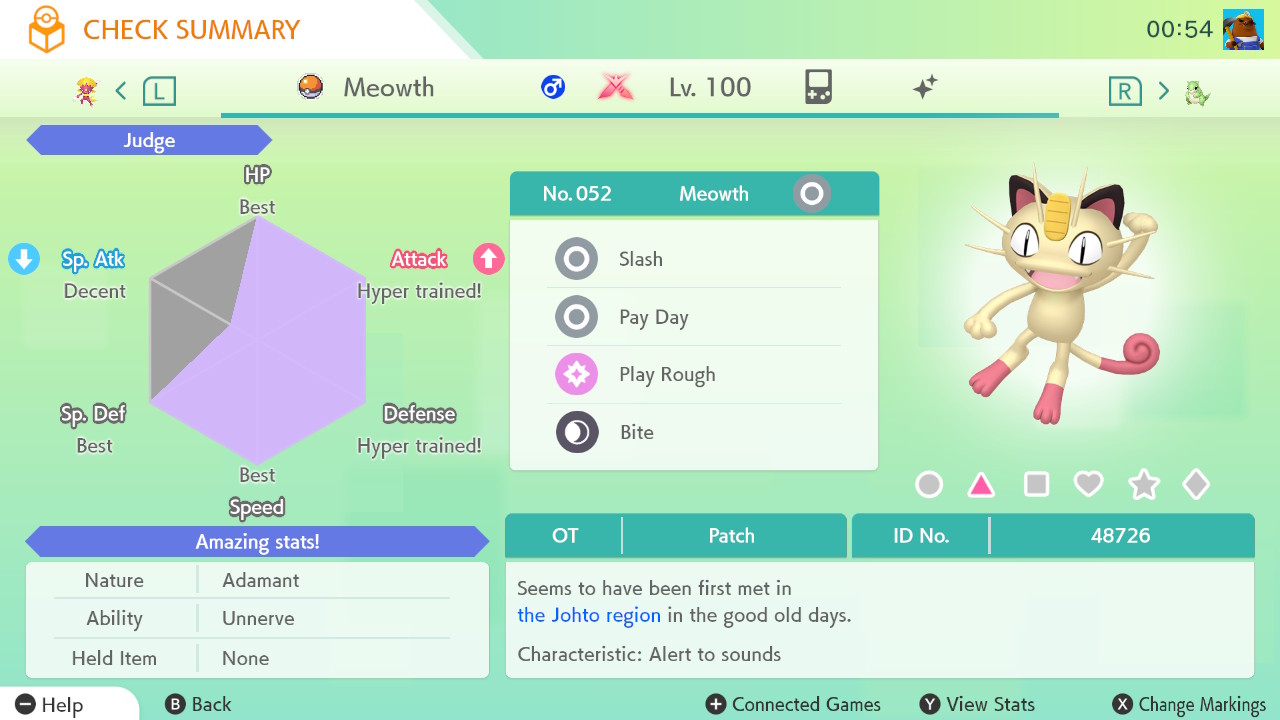 CHECK SUMMARY
00:54
L
Meowth
Lv. 100
R
Judge
HP
Best
Sp. Atk
Decent
Attack
Hyper trained!
Sp. Def
Best
Defense
Hyper trained!
Best
Speed
Amazing stats!
Nature Adamant
Ability Unnerve
Held Item None
No. 052 Meowth
Slash
Pay Day
Play Rough
Bite
OT Patch ID No. 48726
Seems to have been first met in
the Johto region in the good old days.
Characteristic: Alert to sounds
Help
B Back
Connected Games
Y View Stats
X Change Markings